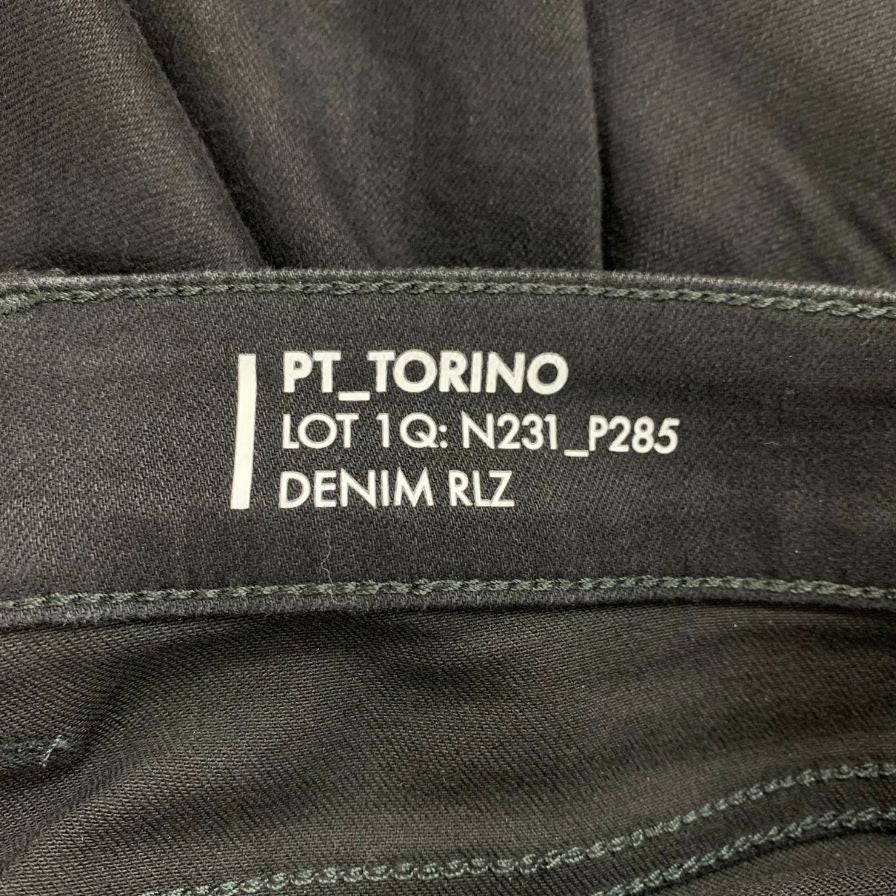 PT_TORINO
LOT 1Q: N231_P285
DENIM RLZ